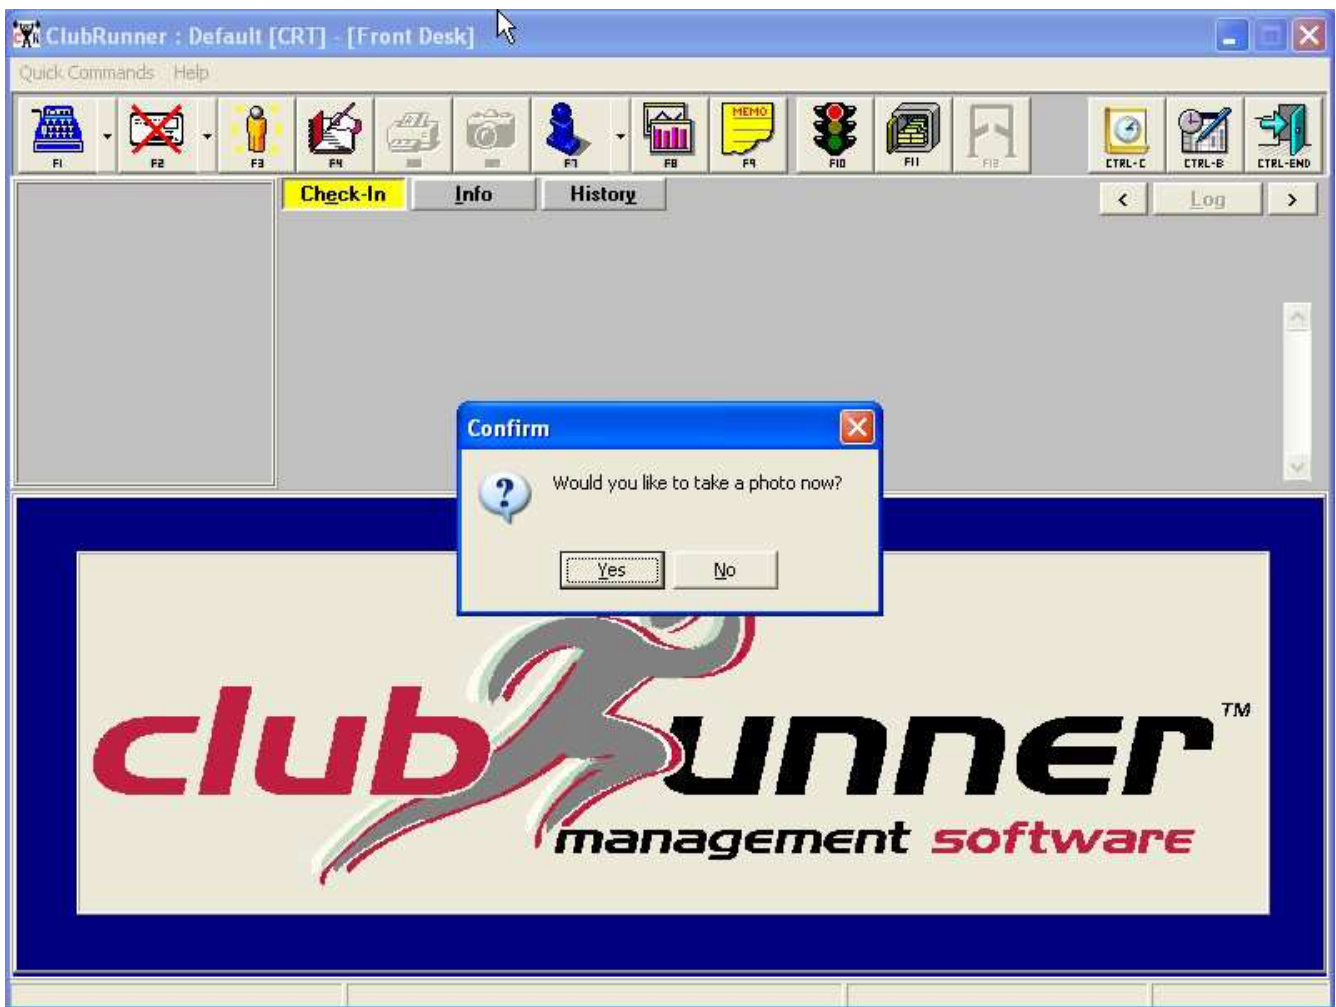 ClubRunner : Default [CRT] - [Front Desk]
Quick Commands Help
MEMO
F1 F2 F3 F4 F7 F8 F9 F10 F11 F12 CTRL-C CTRL-B CTRL-END
Check-In Info History < Log >
Confirm
Would you like to take a photo now?
Yes No
club runner TM
management software